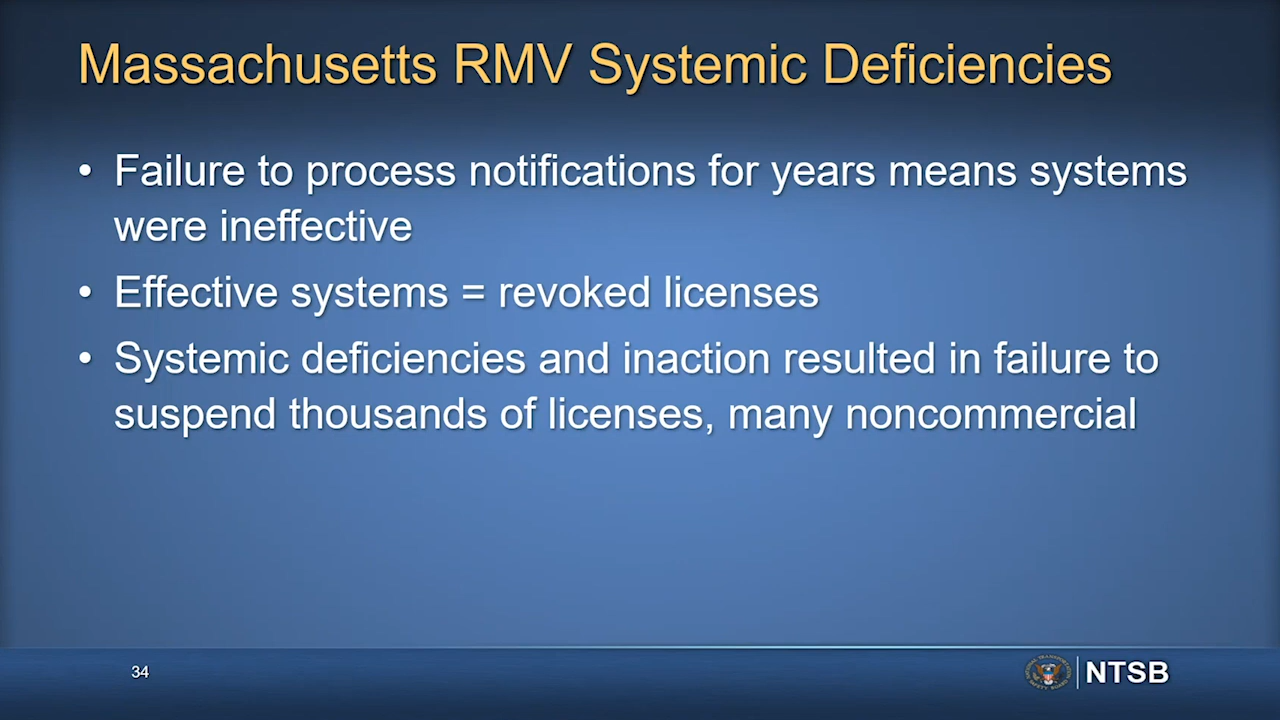 Massachusetts RMV Systemic Deficiencies
• Failure to process notifications for years means systems
were ineffective
• Effective systems = revoked licenses
• Systemic deficiencies and inaction resulted in failure to
suspend thousands of licenses, many noncommercial
34
NTSB